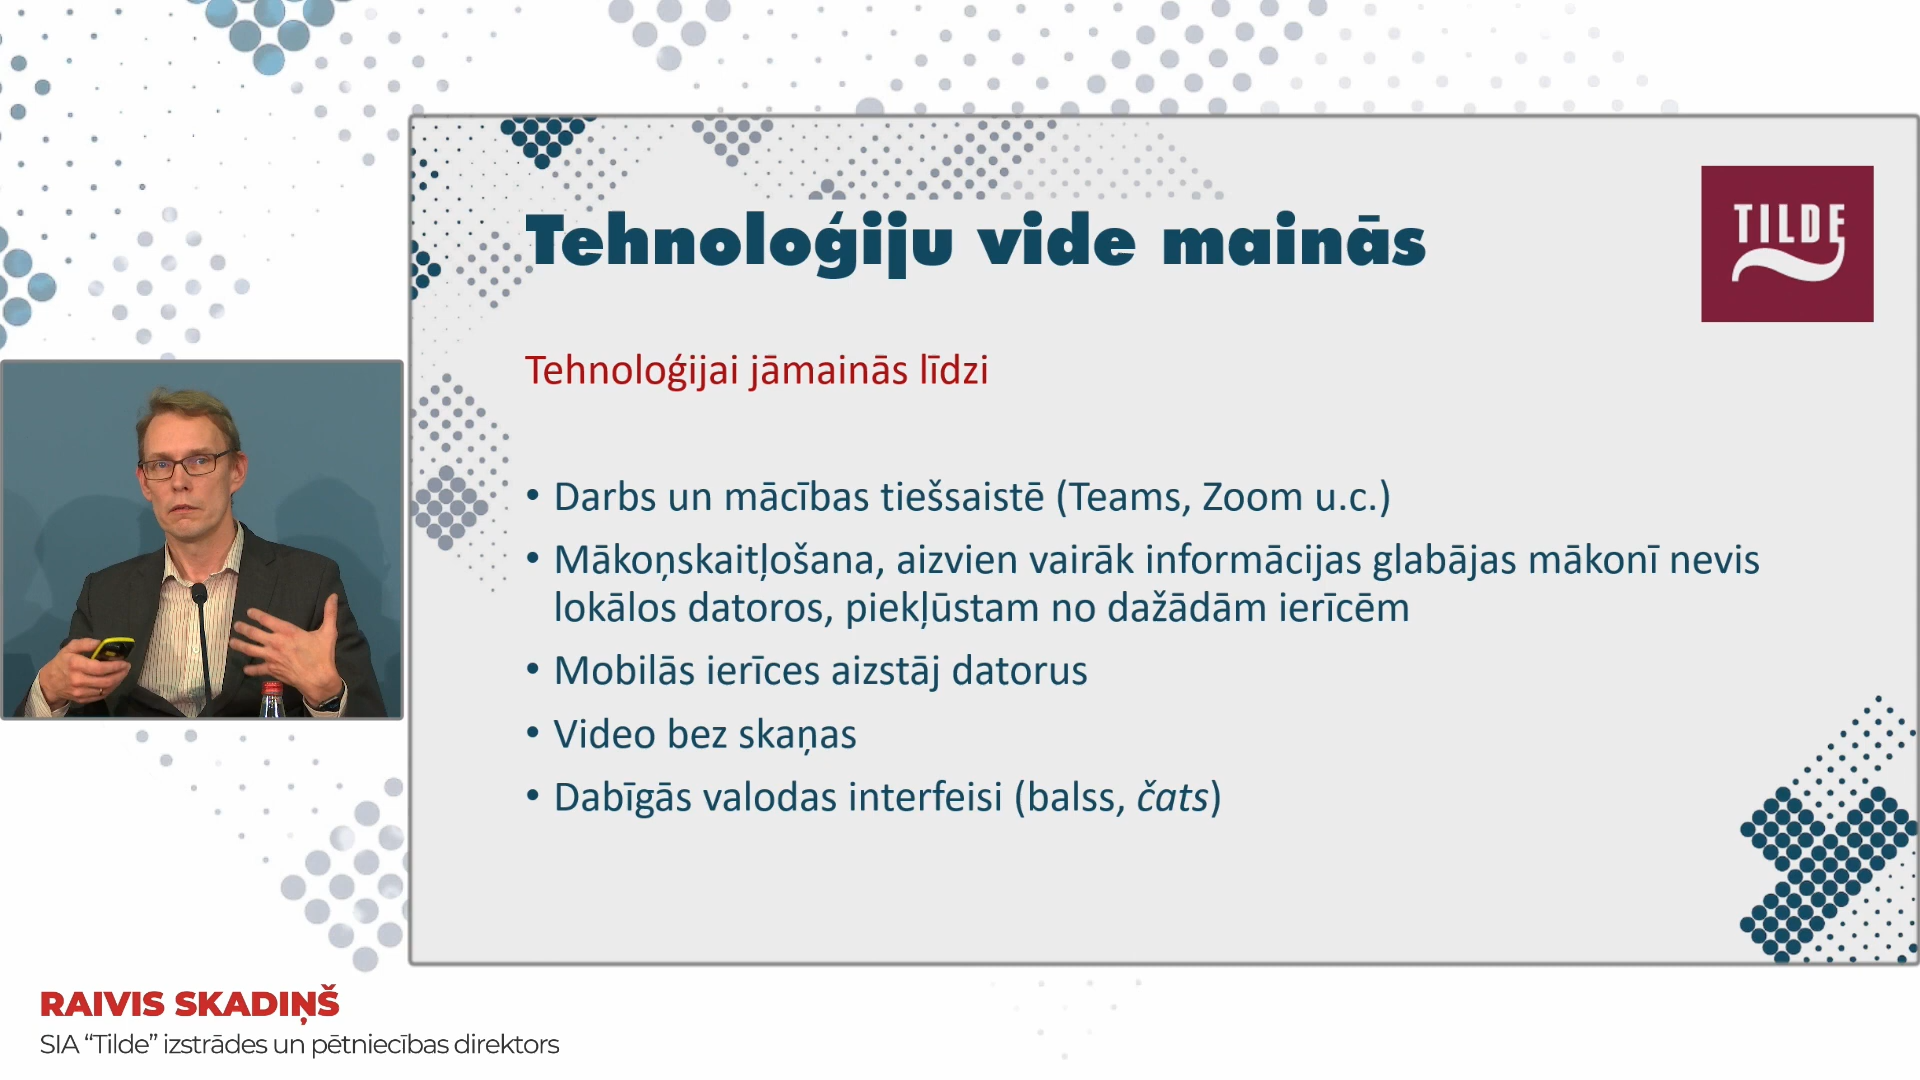 Tehnoloģiju vide mainās
TILDE
Tehnoloģijai jāmainās līdzi
• Darbs un mācības tiešsaistē (Teams, Zoom u.c.)
• Mākoņskaitļošana, aizvien vairāk informācijas glabājas mākonī nevis
lokālos datoros, piekļūstam no dažādām ierīcēm
• Mobilās ierīces aizstāj datorus
• Video bez skaņas
• Dabīgās valodas interfeisi (balss, čats)
RAIVIS SKADIŅŠ
SIA “Tilde” izstrādes un pētniecības direktors